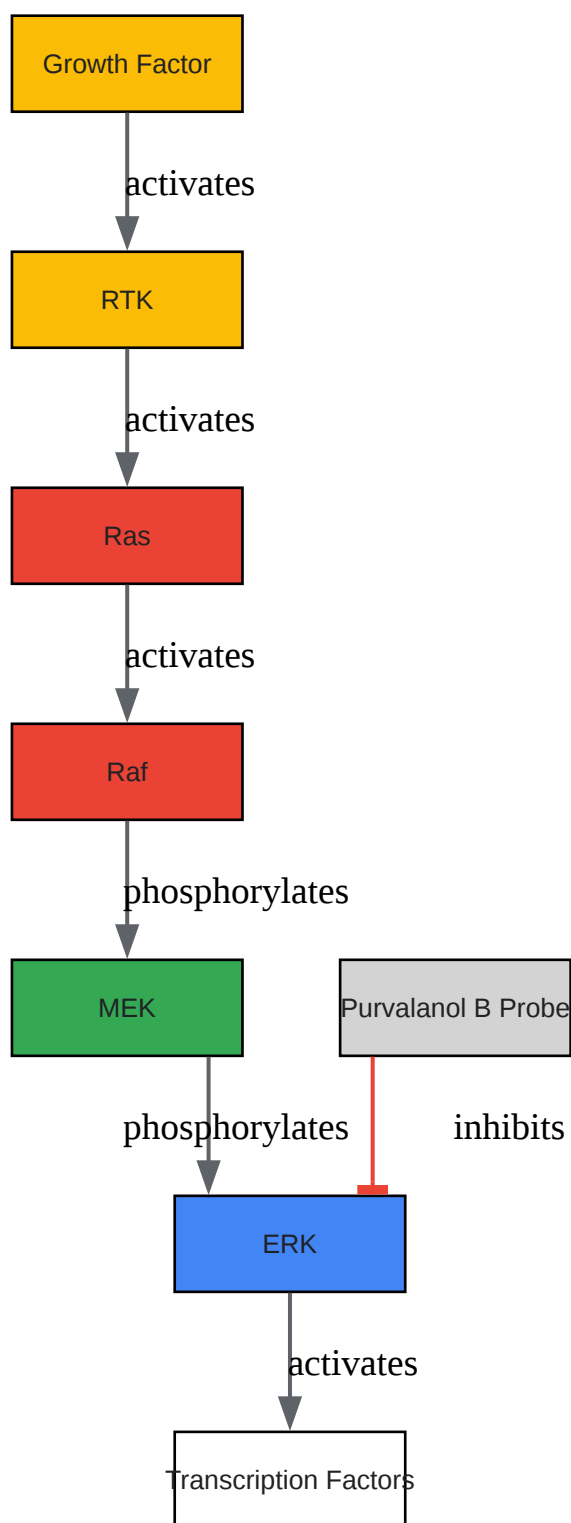 Growth Factor
activates
RTK
activates
Ras
activates
Raf
phosphorylates
MEK
Purvalanol B Probe
phosphorylates
inhibits
ERK
activates
Transcription Factors